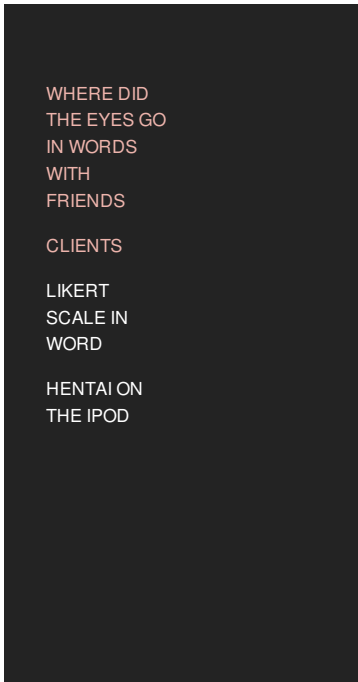 WHERE DID
THE EYES GO
IN WORDS
WITH
FRIENDS
CLIENTS
LIKERT
SCALE IN
WORD
HENTAI ON
THE IPOD